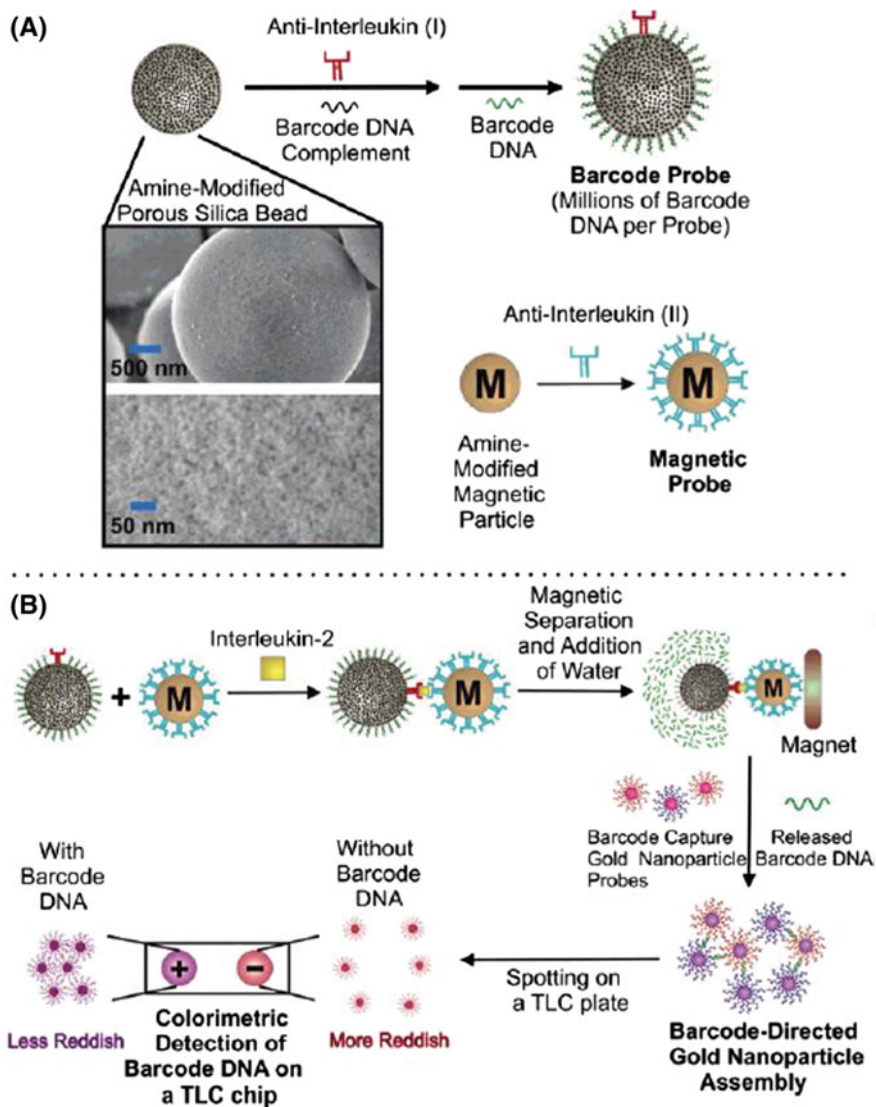 (A)
Anti-Interleukin (I)
Barcode DNA
Complement
Barcode
DNA
Barcode Probe
(Millions of Barcode
DNA per Probe)
Amine-Modified
Porous Silica Bead
500 nm
50 nm
Anti-Interleukin (II)
M
M
Amine-
Modified
Magnetic
Particle
Magnetic
Probe
(B)
Interleukin-2
Magnetic
Separation
and Addition
of Water
+
M
M
M
Magnet
Barcode Capture
Gold Nanoparticle
Probes
Released
Barcode DNA
With
Barcode
DNA
Without
Barcode
DNA
+
−
Less Reddish
More Reddish
Colorimetric
Detection of
Barcode DNA on
a TLC chip
Spotting on
a TLC plate
Barcode-Directed
Gold Nanoparticle
Assembly